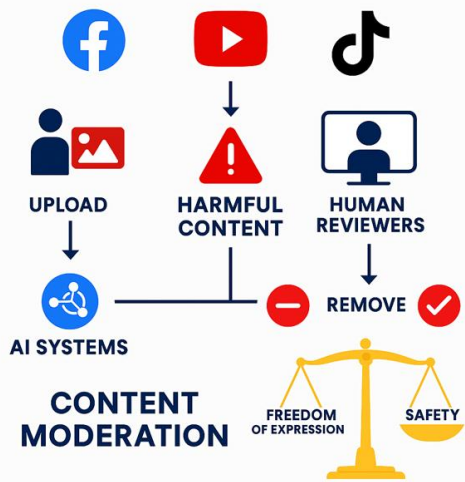 UPLOAD
HARMFUL
CONTENT
HUMAN
REVIEWERS
REMOVE
AI SYSTEMS
CONTENT
MODERATION
FREEDOM
OF EXPRESSION
SAFETY